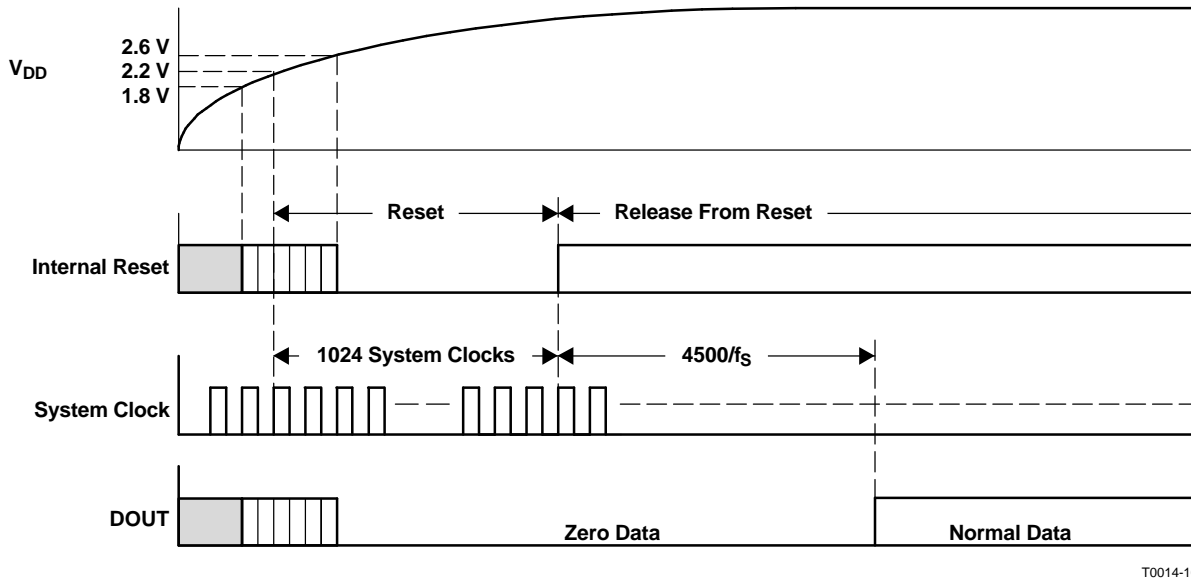 2.6 V
V_DD
2.2 V
1.8 V
Reset
Release From Reset
Internal Reset
1024 System Clocks
4500/f_S
System Clock
DOUT
Zero Data
Normal Data
T0014-1